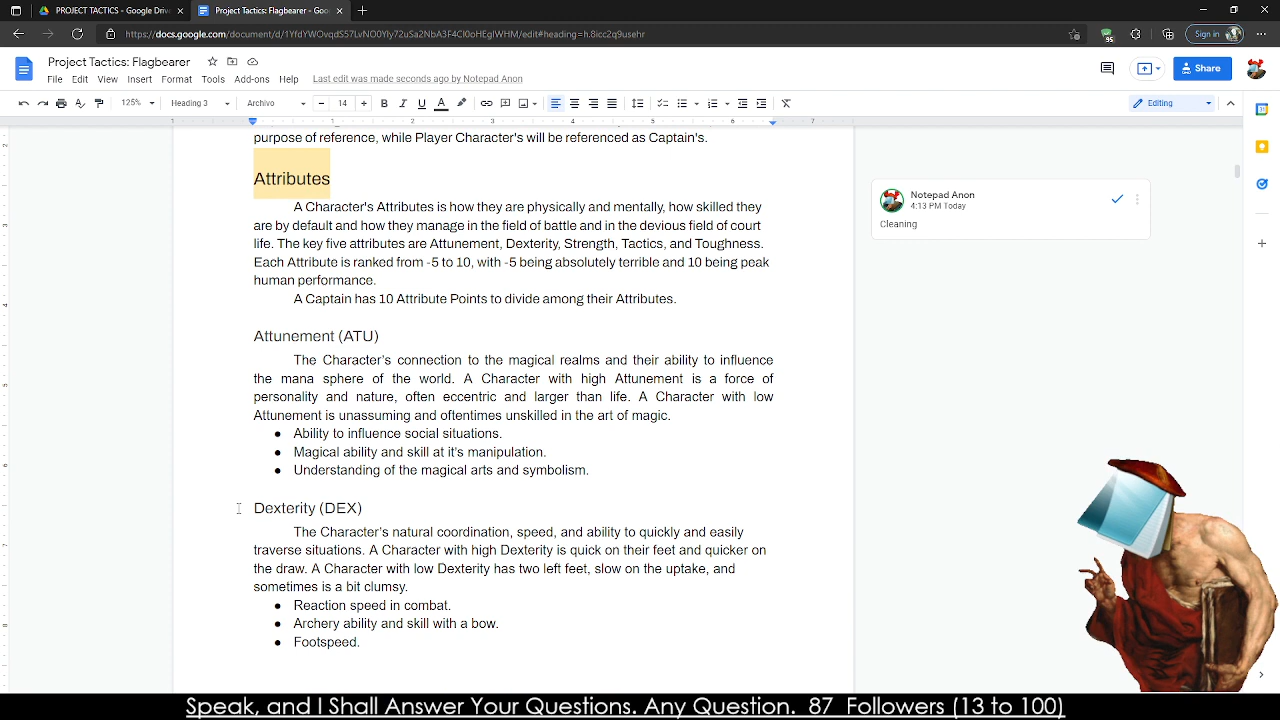 PROJECT TACTICS - Google Driv
Project Tactics: Flagbearer - Goo
https://docs.google.com/document/d/1YfdYWOvqdS57LvNO0Yly72uSa2NbA3F4Cl0oHEglWHM/edit#heading=h.8icc2q9usehr
Sign in
Project Tactics: Flagbearer
File Edit View Insert Format Tools Add-ons Help Last edit was made seconds ago by Notepad Anon
Share
125% Heading 3 Archivo 14 Editing
purpose of reference, while Player Character's will be referenced as Captain's.
Attributes
A Character's Attributes is how they are physically and mentally, how skilled they
are by default and how they manage in the field of battle and in the devious field of court
life. The key five attributes are Attunement, Dexterity, Strength, Tactics, and Toughness.
Each Attribute is ranked from -5 to 10, with -5 being absolutely terrible and 10 being peak
human performance.
A Captain has 10 Attribute Points to divide among their Attributes.
Attunement (ATU)
The Character's connection to the magical realms and their ability to influence
the mana sphere of the world. A Character with high Attunement is a force of
personality and nature, often eccentric and larger than life. A Character with low
Attunement is unassuming and oftentimes unskilled in the art of magic.
● Ability to influence social situations.
● Magical ability and skill at it's manipulation.
● Understanding of the magical arts and symbolism.
Dexterity (DEX)
The Character's natural coordination, speed, and ability to quickly and easily
traverse situations. A Character with high Dexterity is quick on their feet and quicker on
the draw. A Character with low Dexterity has two left feet, slow on the uptake, and
sometimes is a bit clumsy.
● Reaction speed in combat.
● Archery ability and skill with a bow.
● Footspeed.
Notepad Anon
4:13 PM Today
Cleaning
Speak, and I Shall Answer Your Questions. Any Question. 87 Followers (13 to 100)